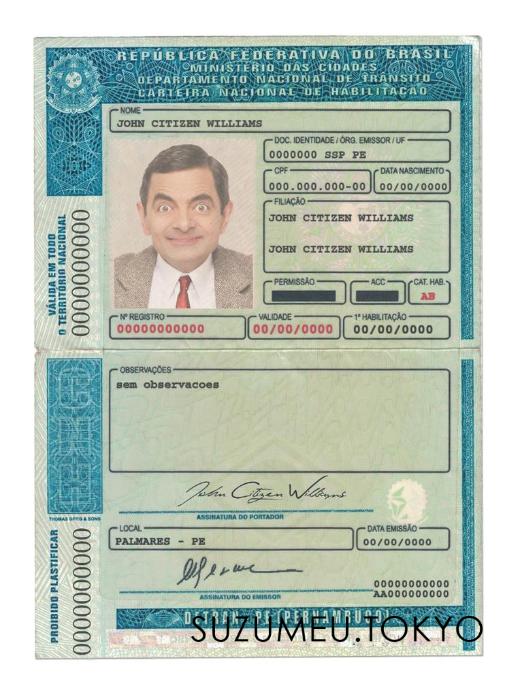 REPÚBLICA FEDERATIVA DO BRASIL
MINISTÉRIO DAS CIDADES
DEPARTAMENTO NACIONAL DE TRÂNSITO
CARTEIRA NACIONAL DE HABILITAÇÃO
NOME
JOHN CITIZEN WILLIAMS
DOC. IDENTIDADE / ÓRG. EMISSOR / UF
0000000 SSP PE
CPF
000.000.000-00
DATA NASCIMENTO
00/00/0000
FILIAÇÃO
JOHN CITIZEN WILLIAMS
JOHN CITIZEN WILLIAMS
PERMISSÃO
ACC
CAT. HAB.
AB
Nº REGISTRO
00000000000
VALIDADE
00/00/0000
1ª HABILITAÇÃO
00/00/0000
VÁLIDA EM TODO
O TERRITÓRIO NACIONAL
0000000000
OBSERVAÇÕES
sem observacoes
John Citizen Williams
ASSINATURA DO PORTADOR
THOMAS GREG & SONS
LOCAL
PALMARES - PE
DATA EMISSÃO
00/00/0000
ASSINATURA DO EMISSOR
00000000000
AA000000000
PROIBIDO PLASTIFICAR
0000000000
DETRAN-PE(PERNAMBUCO)
SUZUMEU.TOKYO